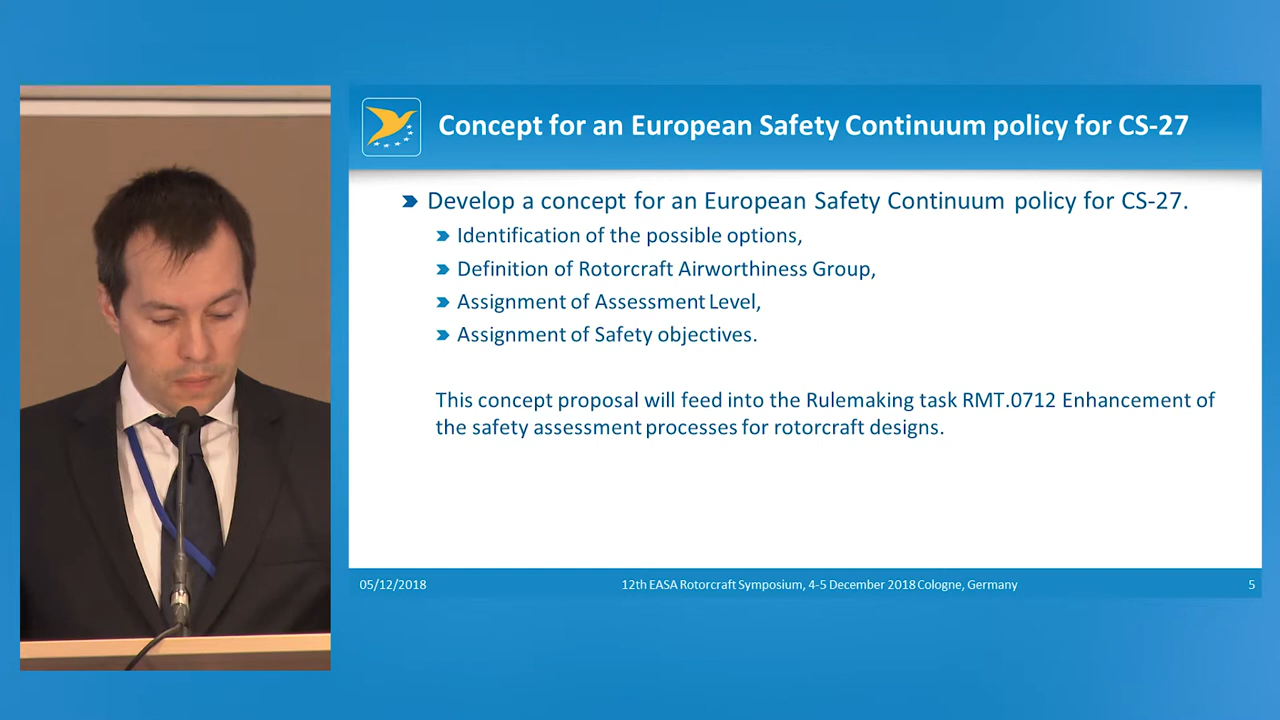 Concept for an European Safety Continuum policy for CS-27
Develop a concept for an European Safety Continuum policy for CS-27.
Identification of the possible options,
Definition of Rotorcraft Airworthiness Group,
Assignment of Assessment Level,
Assignment of Safety objectives.
This concept proposal will feed into the Rulemaking task RMT.0712 Enhancement of
the safety assessment processes for rotorcraft designs.
05/12/2018
12th EASA Rotorcraft Symposium, 4-5 December 2018 Cologne, Germany
5